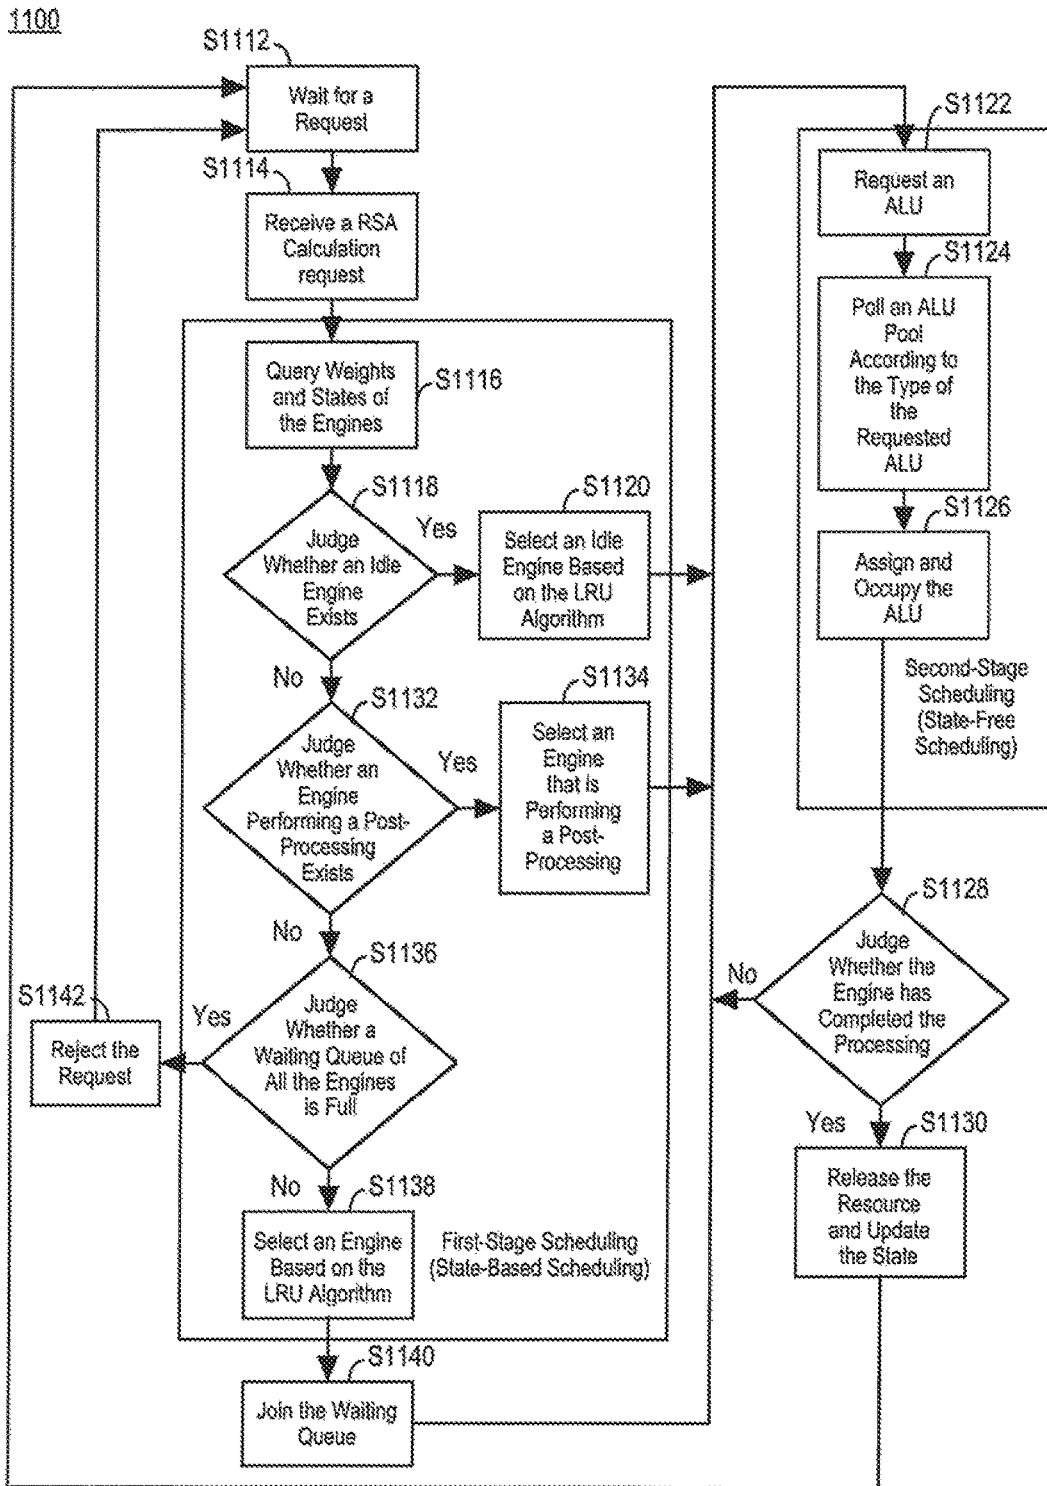 1100
S1112
Wait for a
Request
S1114
Receive a RSA
Calculation
request
Query Weights
and States of
the Engines
S1116
S1118
Judge
Whether an Idle
Engine
Exists
Yes
No
S1120
Select an Idle
Engine Based
on the LRU
Algorithm
S1132
Judge
Whether an
Engine
Performing a Post-
Processing
Exists
Yes
No
S1134
Select an
Engine
that is
Performing
a Post-
Processing
S1136
Judge
Whether a
Waiting Queue of
All the Engines
is Full
Yes
No
S1142
Reject the
Request
S1138
Select an Engine
Based on the
LRU Algorithm
First-Stage Scheduling
(State-Based Scheduling)
S1140
Join the Waiting
Queue
S1122
Request an
ALU
S1124
Poll an ALU
Pool
According to
the Type of
the
Requested
ALU
S1126
Assign and
Occupy the
ALU
Second-Stage
Scheduling
(State-Free
Scheduling)
S1128
Judge
Whether the
Engine has
Completed the
Processing
No
Yes
S1130
Release the
Resource
and Update
the State